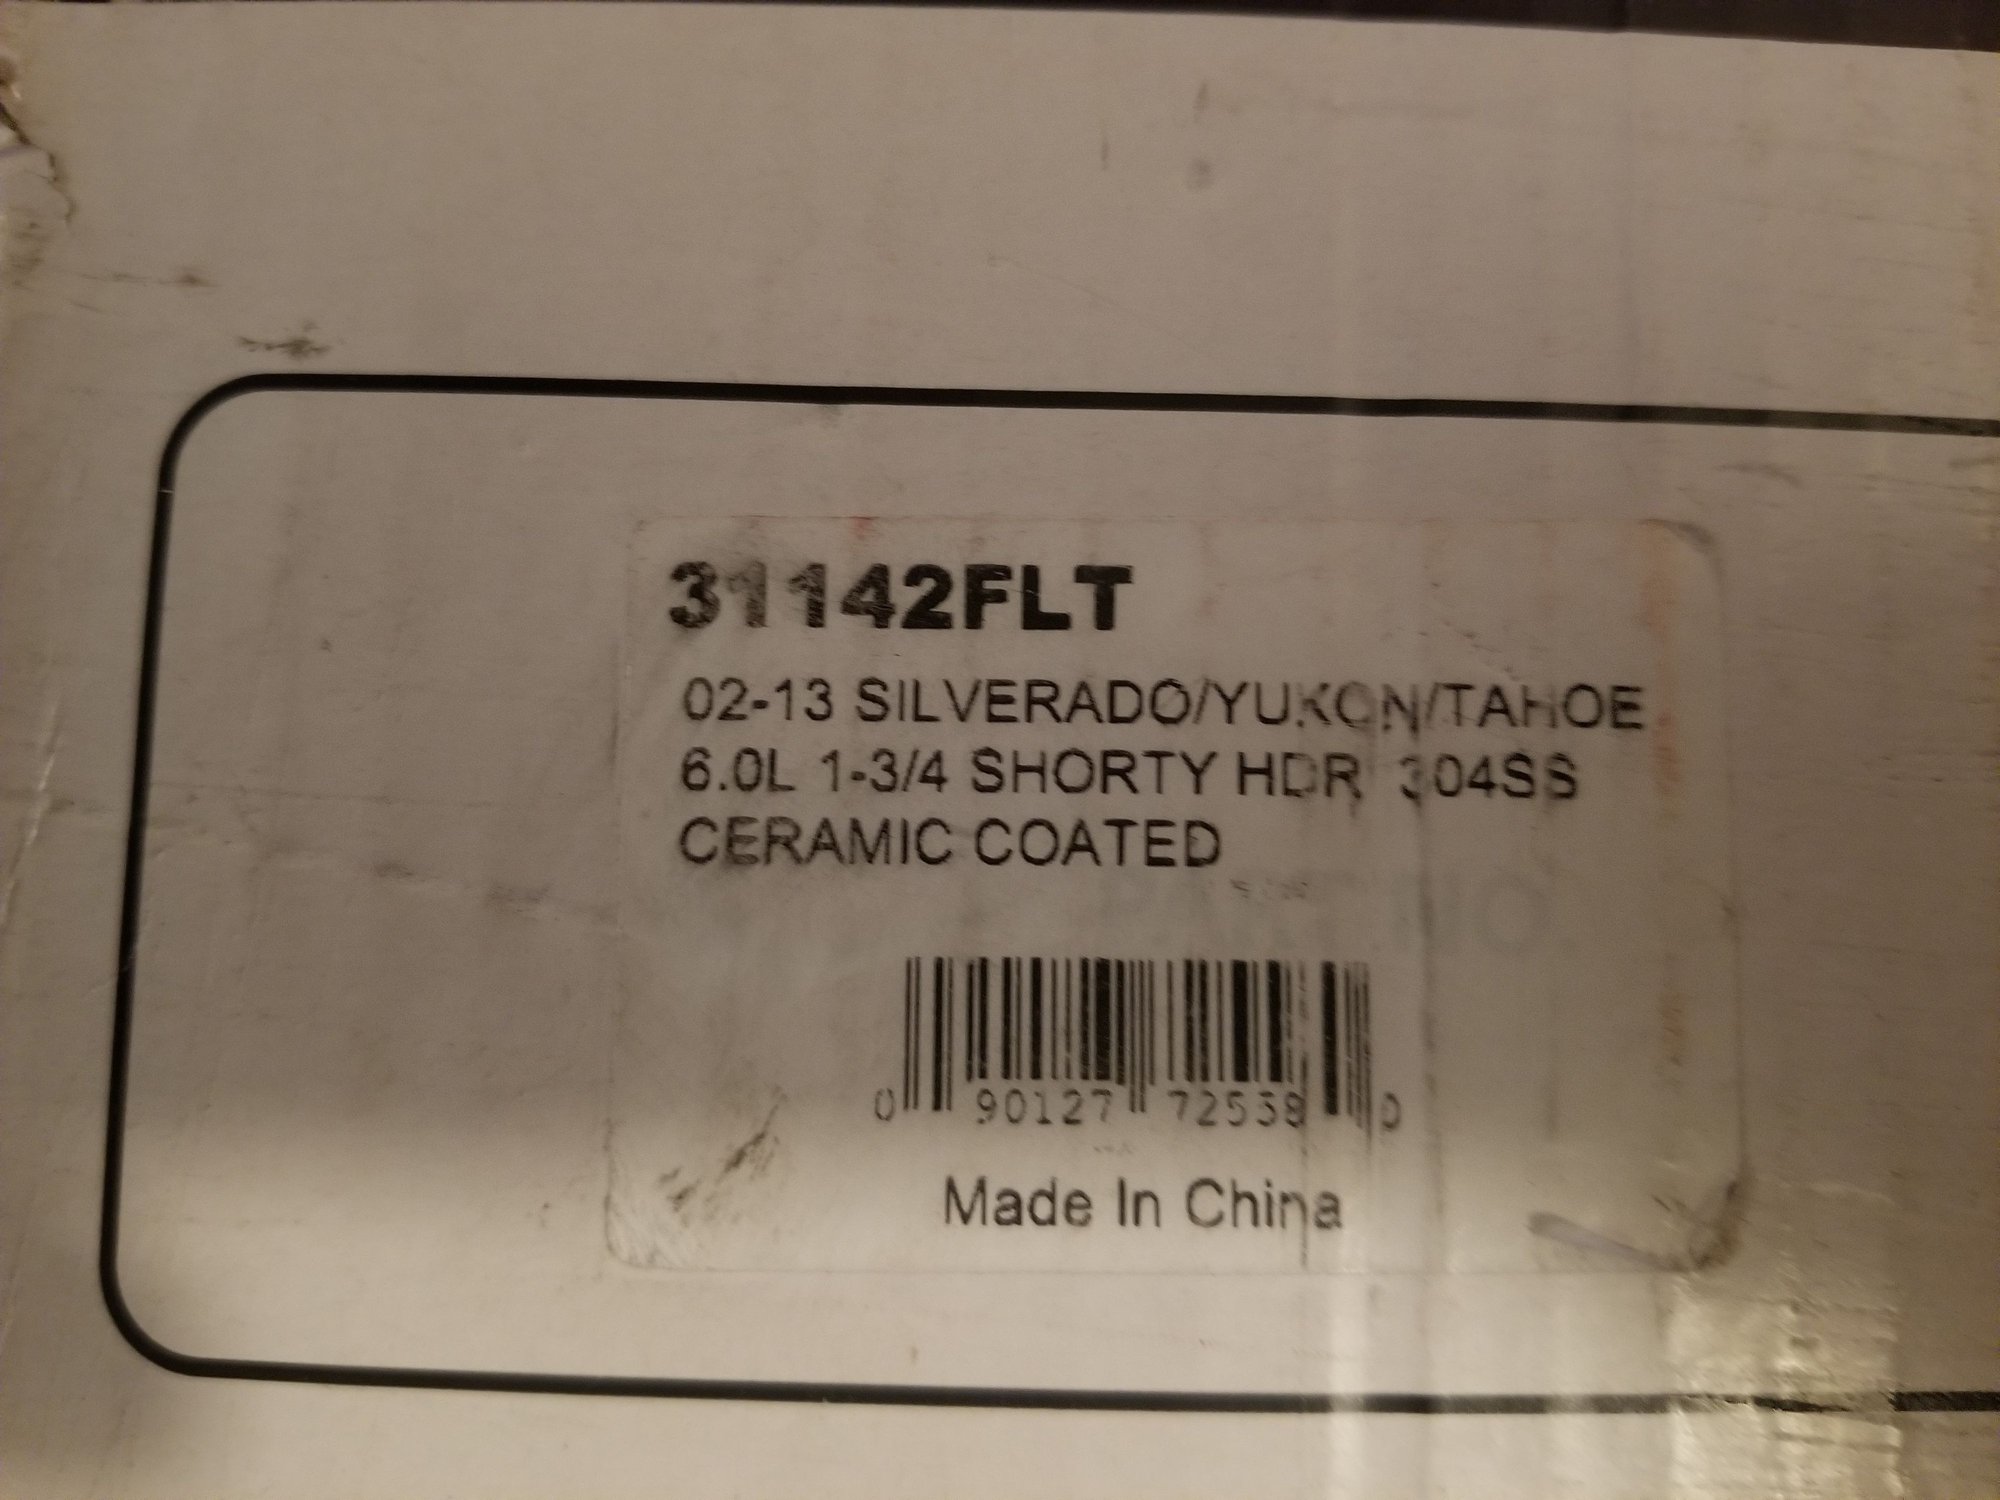 31142FLT
02-13 SILVERADO/YUKON/TAHOE
6.0L 1-3/4 SHORTY HDR 304SS
CERAMIC COATED
0 90127 72538 0
Made In China